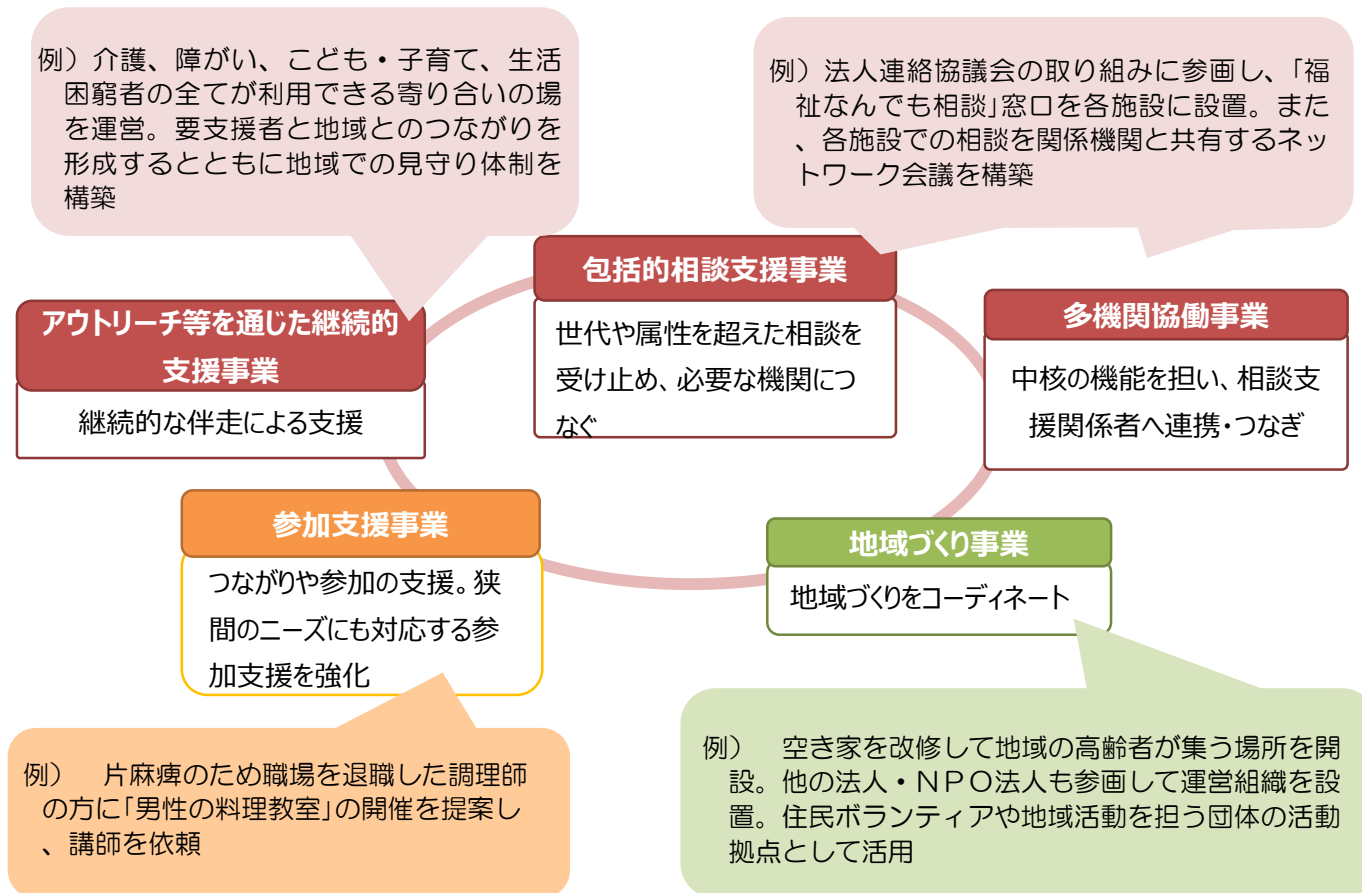 例）介護、障がい、こども・子育て、生活
困窮者の全てが利用できる寄り合いの場
を運営。要支援者と地域とのつながりを
形成するとともに地域での見守り体制を
構築
例）法人連絡協議会の取り組みに参画し、｢福
祉なんでも相談｣窓口を各施設に設置。また
、各施設での相談を関係機関と共有するネッ
トワーク会議を構築
包括的相談支援事業
世代や属性を超えた相談を
受け止め、必要な機関につ
なぐ
アウトリーチ等を通じた継続的
支援事業
継続的な伴走による支援
多機関協働事業
中核の機能を担い、相談支
援関係者へ連携・つなぎ
参加支援事業
つながりや参加の支援。狭
間のニーズにも対応する参
加支援を強化
地域づくり事業
地域づくりをコーディネート
例）　片麻痺のため職場を退職した調理師
の方に｢男性の料理教室｣の開催を提案し
、講師を依頼
例）　空き家を改修して地域の高齢者が集う場所を開
設。他の法人・ＮＰＯ法人も参画して運営組織を設
置。住民ボランティアや地域活動を担う団体の活動
拠点として活用